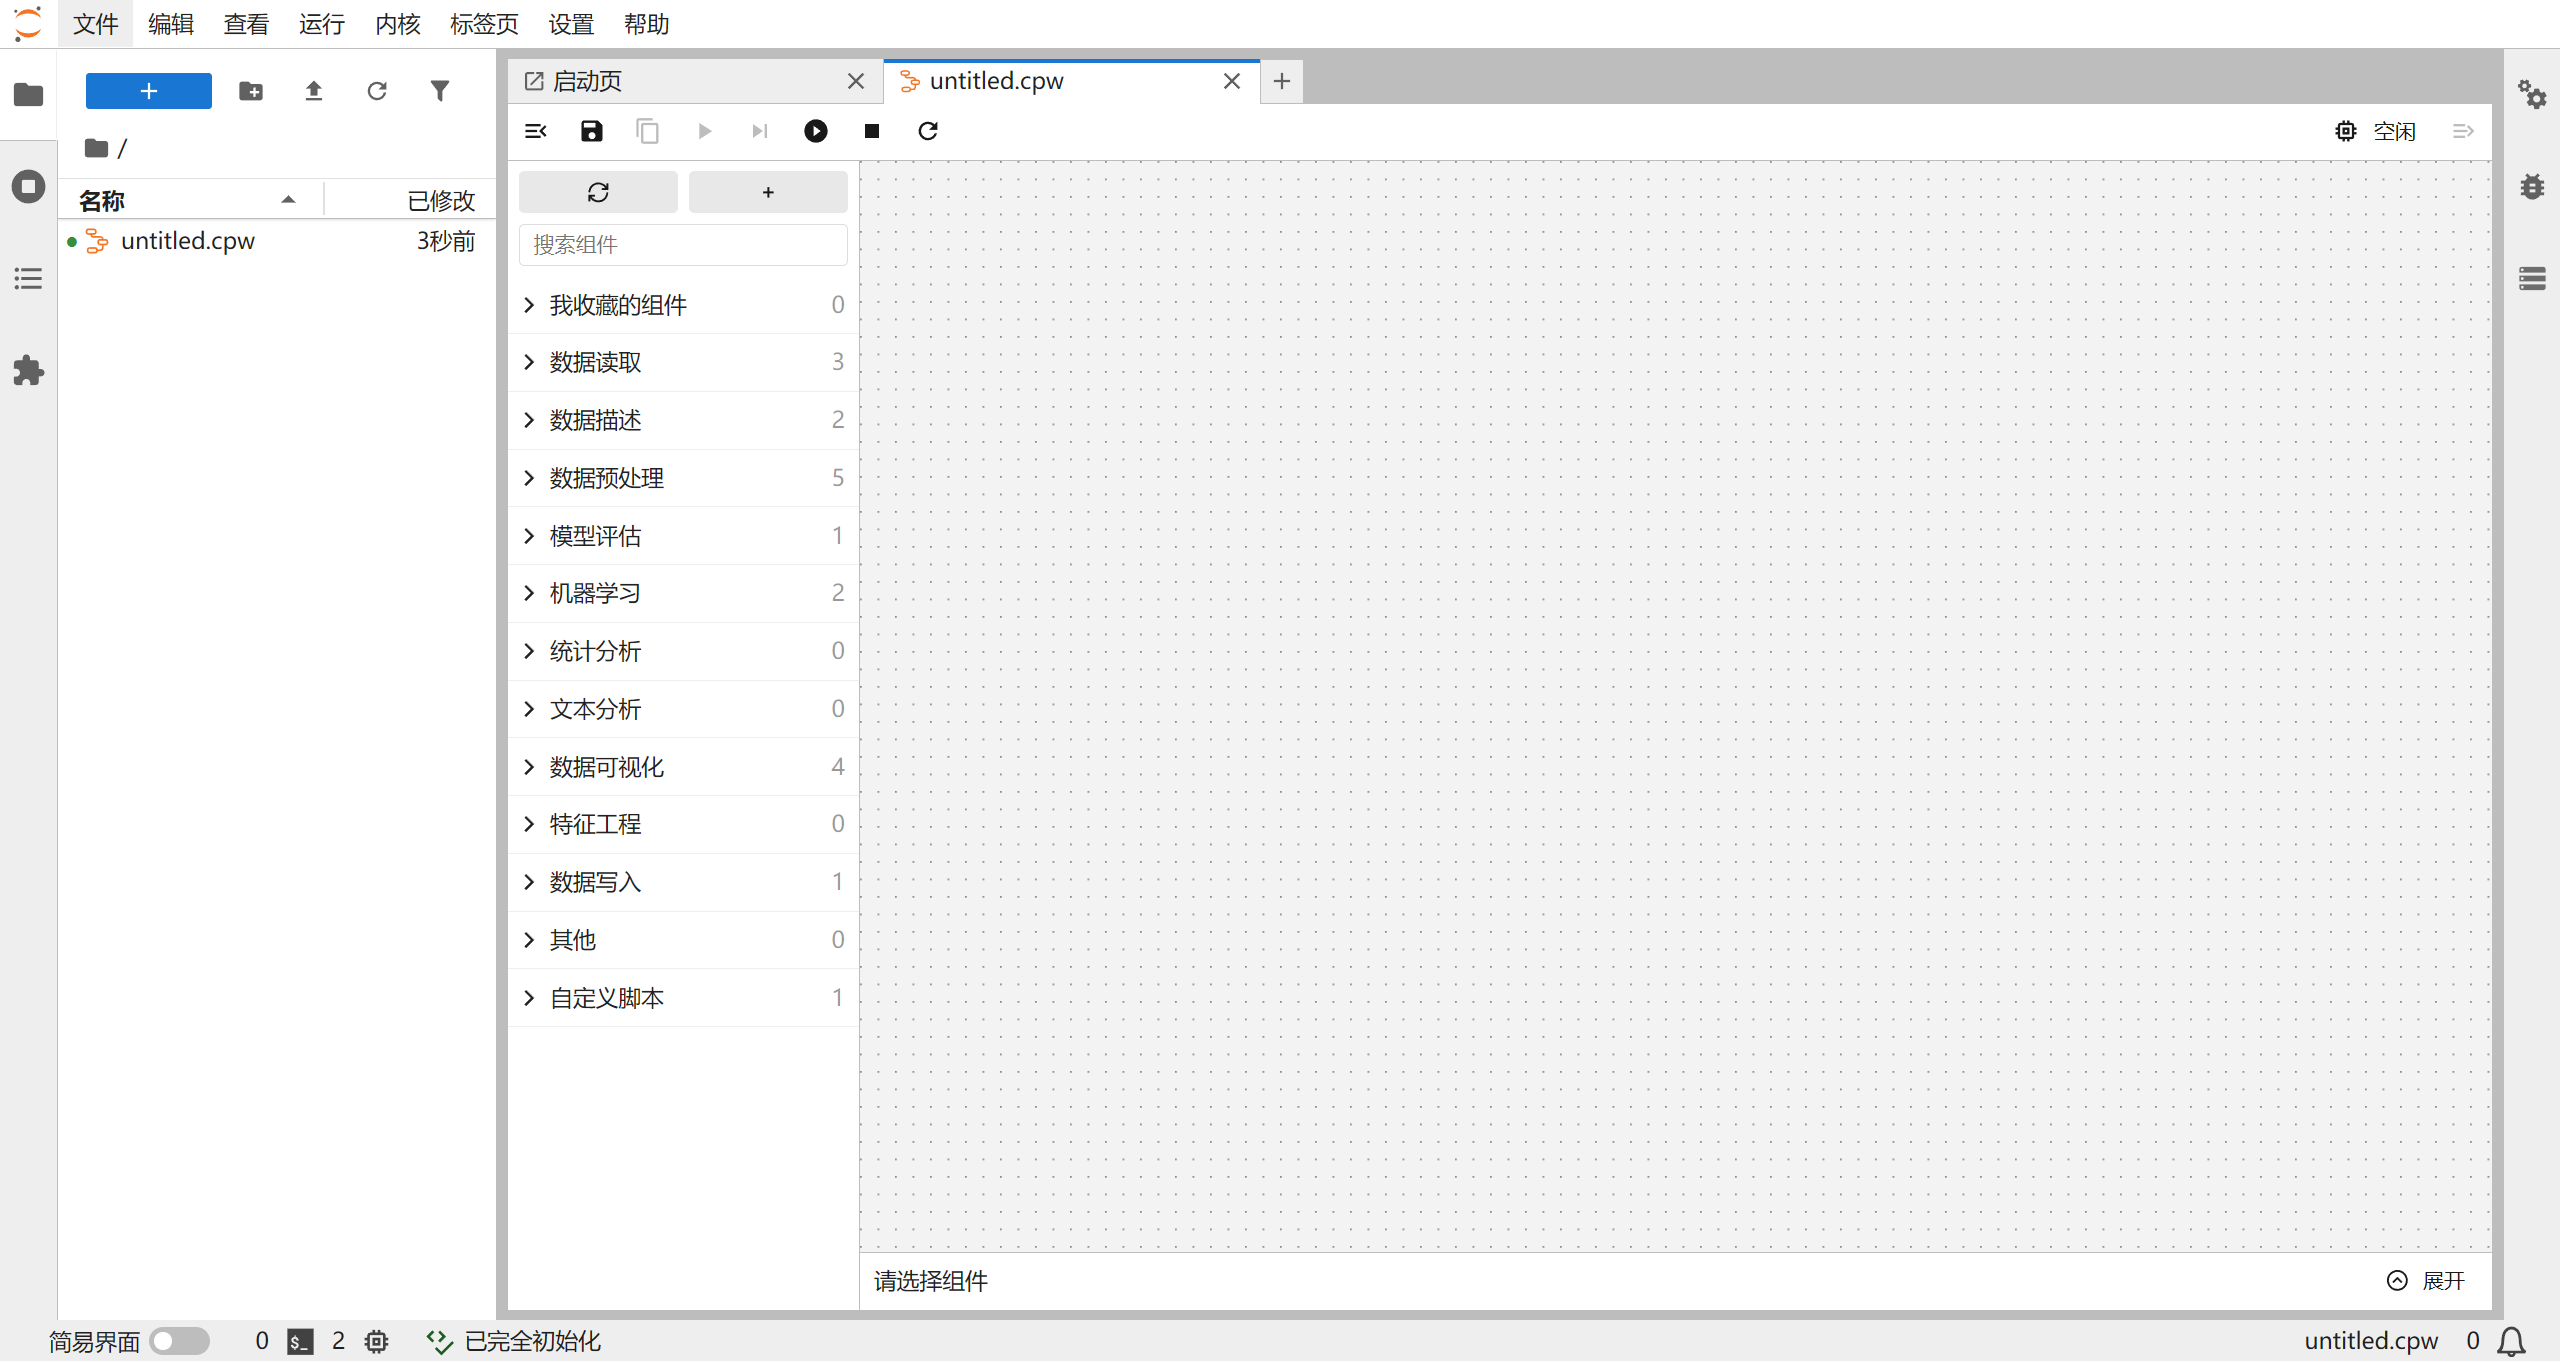 文件 编辑 查看 运行 内核 标签页 设置 帮助
启动页 untitled.cpw
/
空闲
名称 已修改
untitled.cpw 3秒前
搜索组件
我收藏的组件 0
数据读取 3
数据描述 2
数据预处理 5
模型评估 1
机器学习 2
统计分析 0
文本分析 0
数据可视化 4
特征工程 0
数据写入 1
其他 0
自定义脚本 1
请选择组件 展开
简易界面 0 $_ 2 已完全初始化 untitled.cpw 0